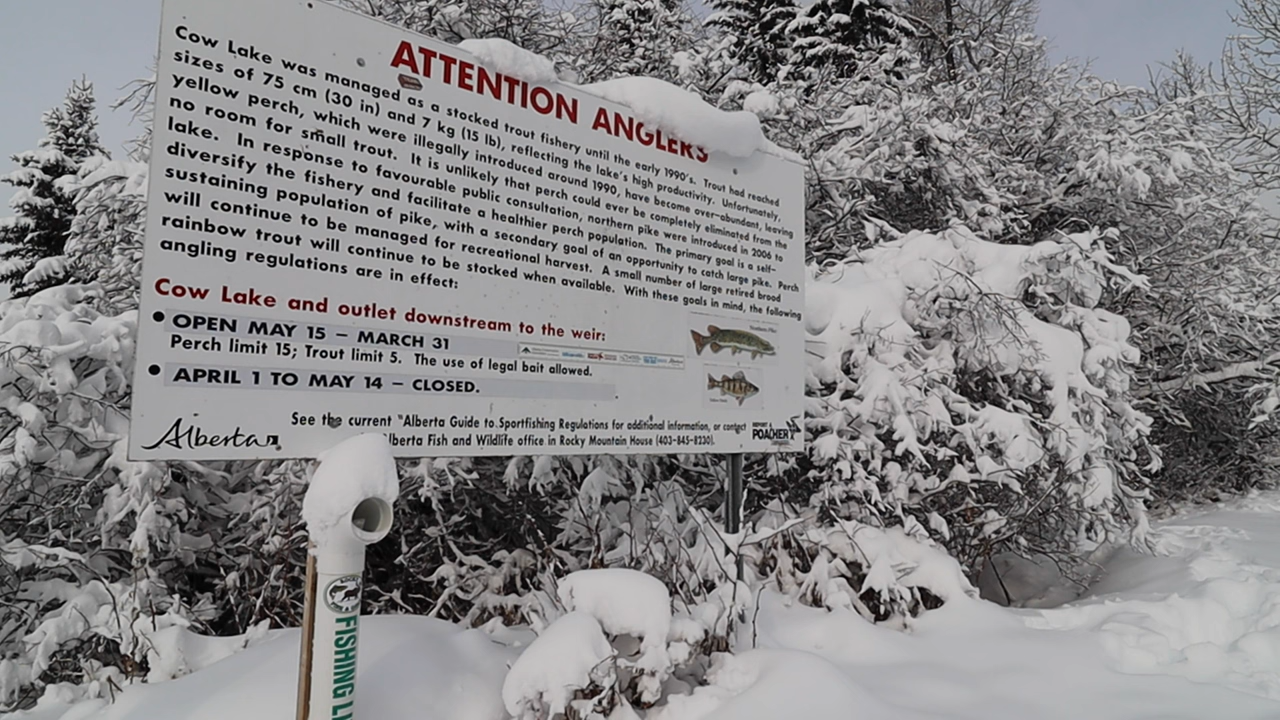 ATTENTION ANGLERS
Cow Lake was managed as a stocked trout fishery until the early 1990's. Trout had reached
sizes of 75 cm (30 in) and 7 kg (15 lb), reflecting the lake's high productivity. Unfortunately,
yellow perch, which were illegally introduced around 1990, have become over-abundant, leaving
no room for small trout. It is unlikely that perch could ever be completely eliminated from the
lake. In response to favourable public consultation, northern pike were introduced in 2006 to
diversify the fishery and facilitate a healthier perch population. The primary goal is a self-
sustaining population of pike, with a secondary goal of an opportunity to catch large pike. Perch
will continue to be managed for recreational harvest. A small number of large retired brood
rainbow trout will continue to be stocked when available. With these goals in mind, the following
angling regulations are in effect:
Cow Lake and outlet downstream to the weir:
• OPEN MAY 15 – MARCH 31
Perch limit 15; Trout limit 5. The use of legal bait allowed.
• APRIL 1 TO MAY 14 – CLOSED.
See the current "Alberta Guide to Sportfishing Regulations for additional information, or contact
lberta Fish and Wildlife office in Rocky Mountain House (403-845-8230).
Alberta
REPORT A
POACHER
FISHING L